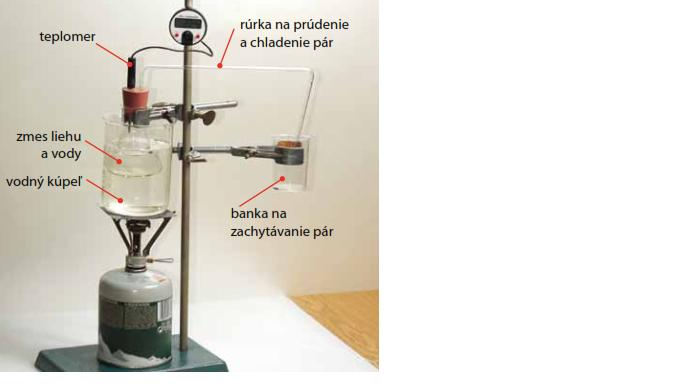 rúrka na prúdenie
a chladenie pár
teplomer
zmes liehu
a vody
vodný kúpeľ
banka na
zachytávanie pár